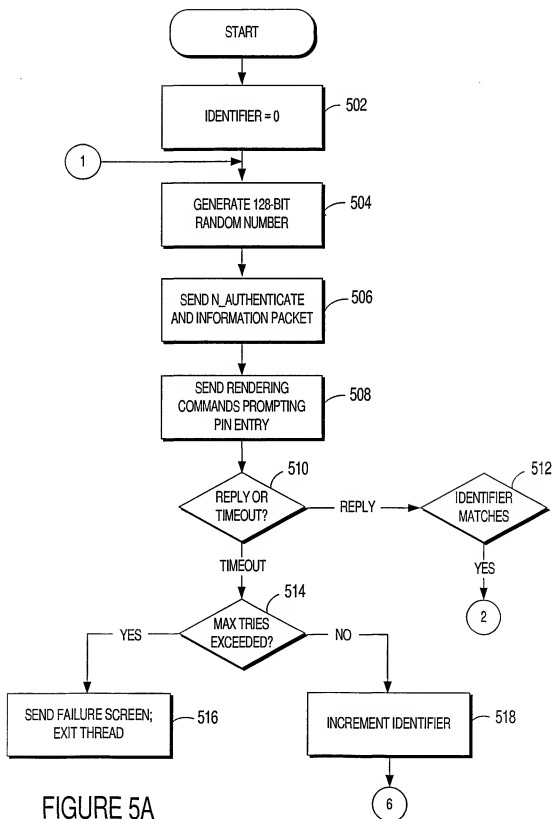 START
IDENTIFIER = 0
502
1
GENERATE 128-BIT
RANDOM NUMBER
504
SEND N_AUTHENTICATE
AND INFORMATION PACKET
506
SEND RENDERING
COMMANDS PROMPTING
PIN ENTRY
508
REPLY OR
TIMEOUT?
510
REPLY
IDENTIFIER
MATCHES
512
TIMEOUT
YES
2
MAX TRIES
EXCEEDED?
514
YES
NO
SEND FAILURE SCREEN;
EXIT THREAD
516
INCREMENT IDENTIFIER
518
6
FIGURE 5A